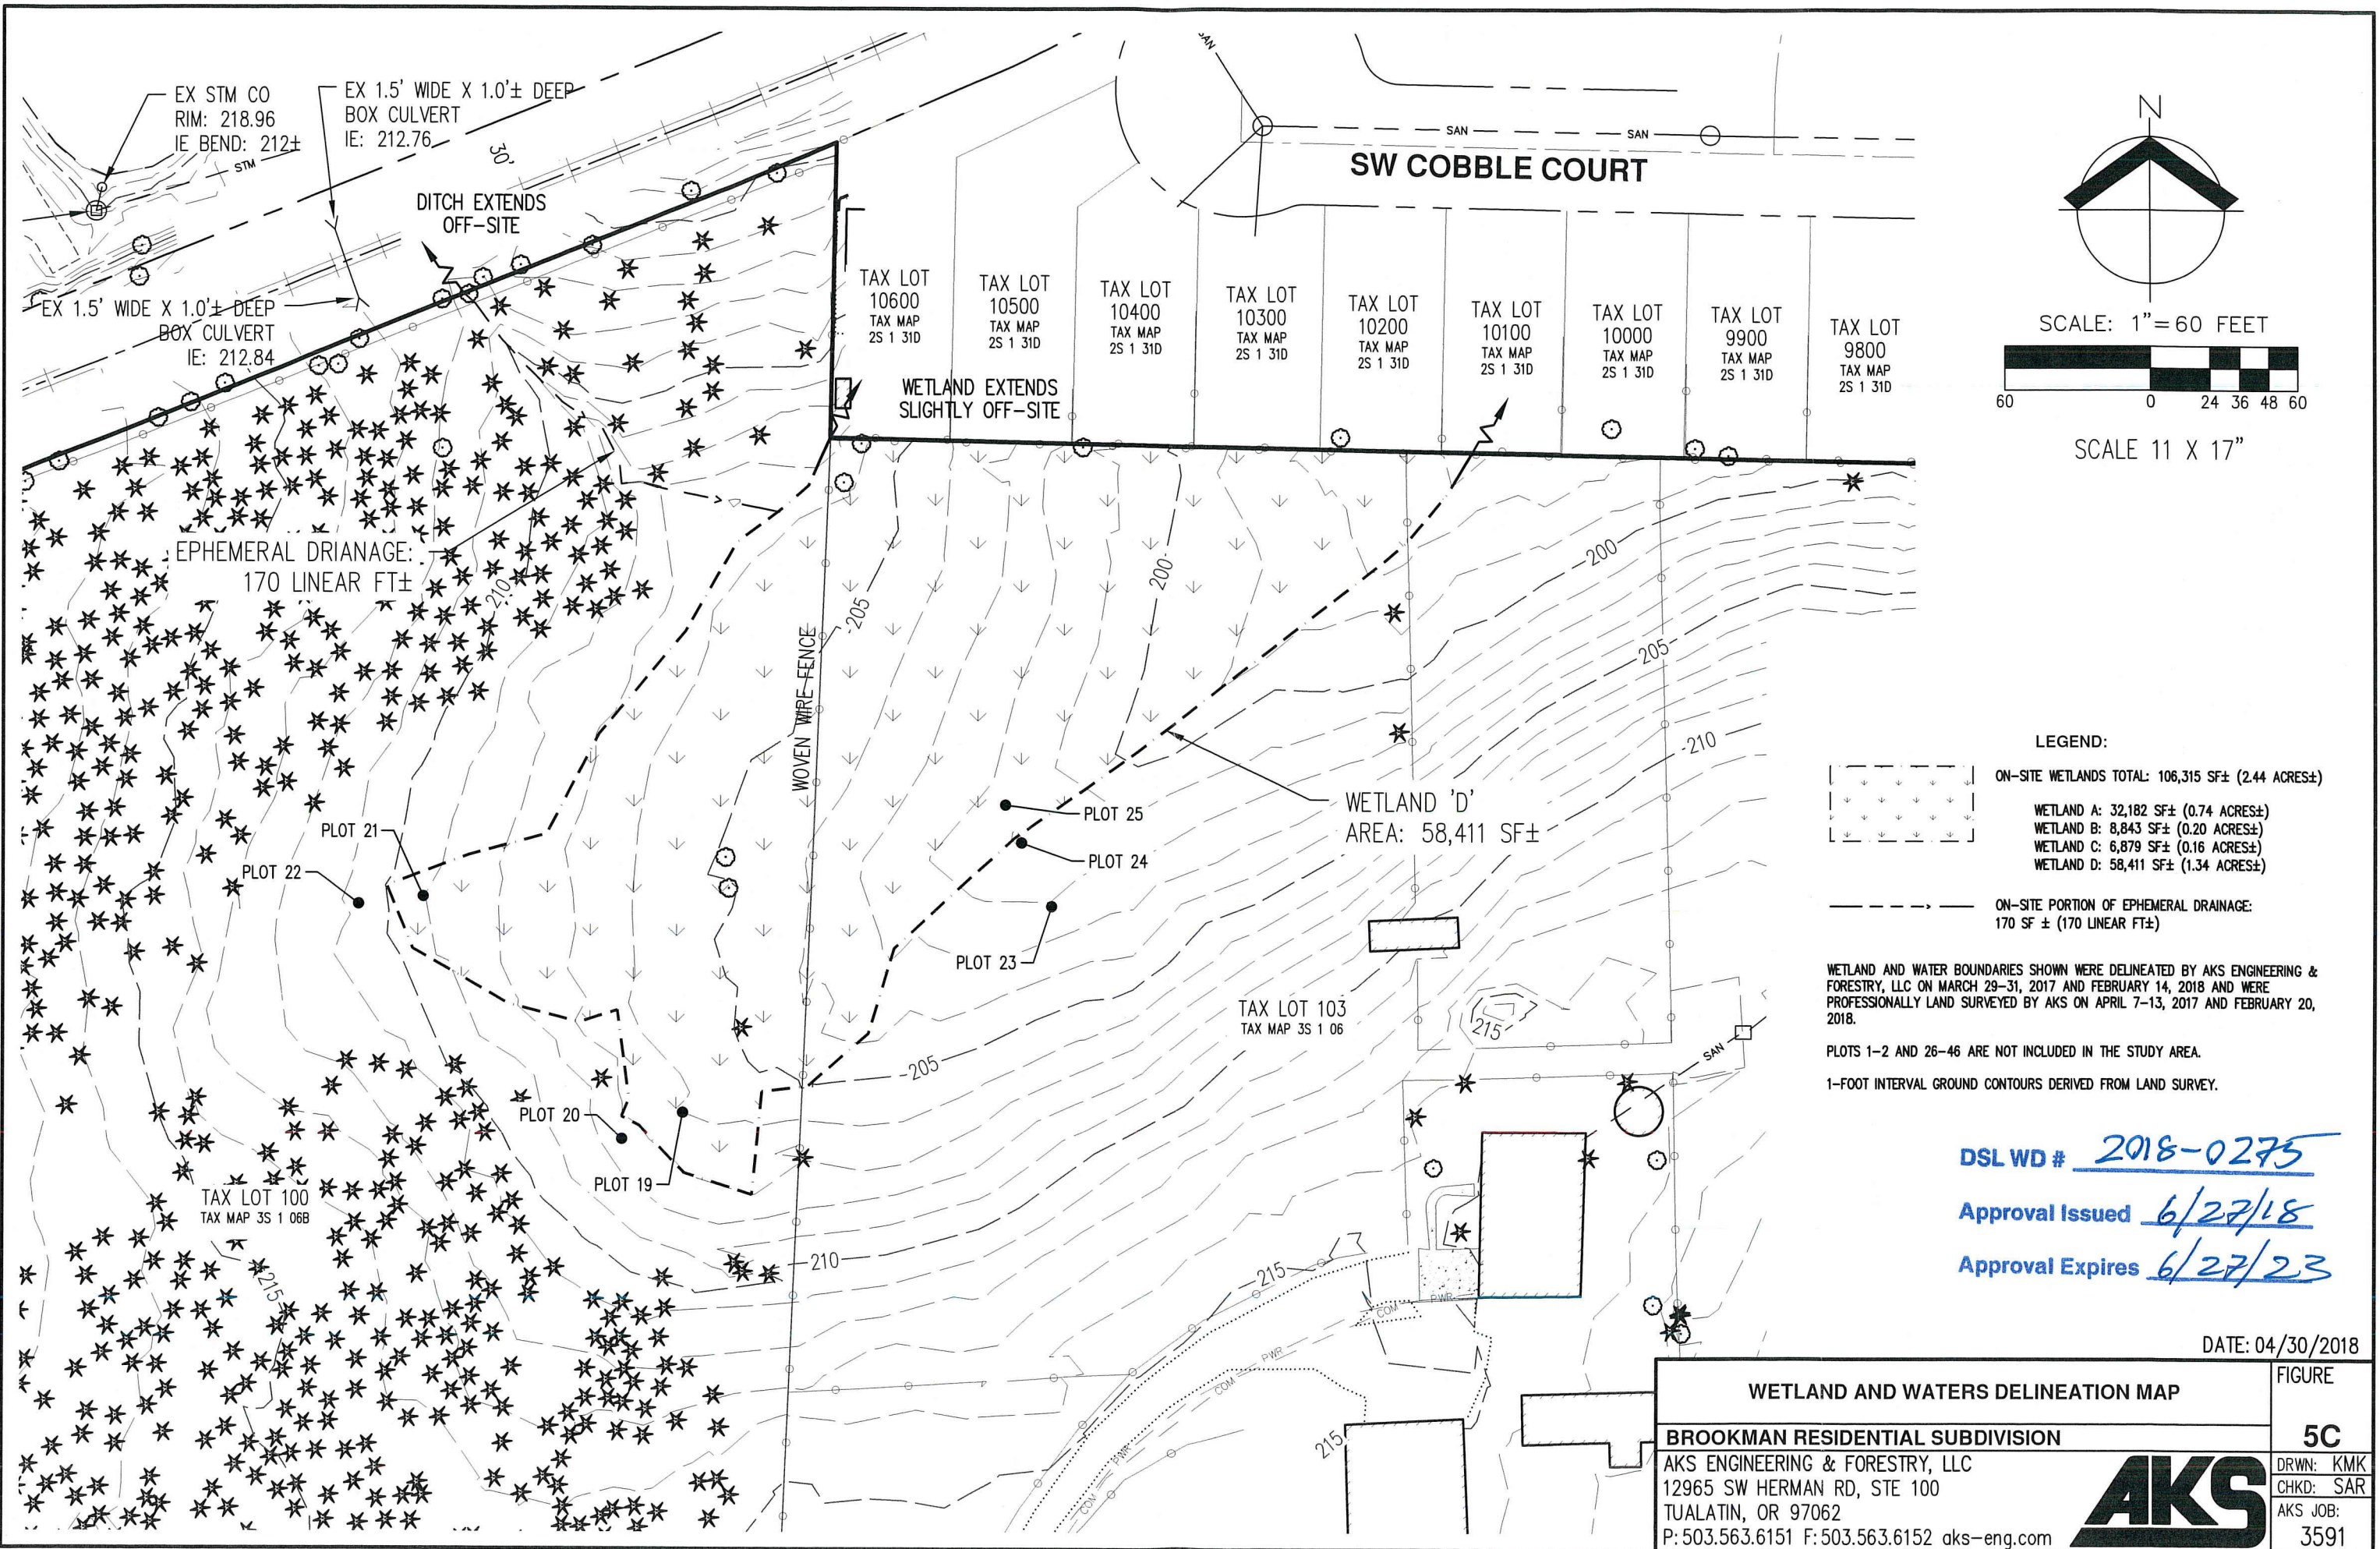 EX STM CO
RIM: 218.96
IE BEND: 212±
EX 1.5' WIDE X 1.0'± DEEP
BOX CULVERT
IE: 212.76
STM
30'
DITCH EXTENDS
OFF-SITE
EX 1.5' WIDE X 1.0'± DEEP
BOX CULVERT
IE: 212.84
SAN
SAN
SAN
SW COBBLE COURT
TAX LOT
10600
TAX MAP
2S 1 31D
TAX LOT
10500
TAX MAP
2S 1 31D
TAX LOT
10400
TAX MAP
2S 1 31D
TAX LOT
10300
TAX MAP
2S 1 31D
TAX LOT
10200
TAX MAP
2S 1 31D
TAX LOT
10100
TAX MAP
2S 1 31D
TAX LOT
10000
TAX MAP
2S 1 31D
TAX LOT
9900
TAX MAP
2S 1 31D
TAX LOT
9800
TAX MAP
2S 1 31D
WETLAND EXTENDS
SLIGHTLY OFF-SITE
N
SCALE: 1"=60 FEET
60 0 24 36 48 60
SCALE 11 X 17"
EPHEMERAL DRIANAGE:
170 LINEAR FT±
210
WOVEN WIRE FENCE
205
200
200
205
210
PLOT 21
PLOT 22
PLOT 25
PLOT 24
PLOT 23
WETLAND 'D'
AREA: 58,411 SF±
TAX LOT 103
TAX MAP 3S 1 06
215
SAN
205
PLOT 20
PLOT 19
TAX LOT 100
TAX MAP 3S 1 06B
215
210
215
COM
PWR
PWR
COM
PWR
COM
215
LEGEND:
ON-SITE WETLANDS TOTAL: 106,315 SF± (2.44 ACRES±)
WETLAND A: 32,182 SF± (0.74 ACRES±)
WETLAND B: 8,843 SF± (0.20 ACRES±)
WETLAND C: 6,879 SF± (0.16 ACRES±)
WETLAND D: 58,411 SF± (1.34 ACRES±)
ON-SITE PORTION OF EPHEMERAL DRAINAGE:
170 SF ± (170 LINEAR FT±)
WETLAND AND WATER BOUNDARIES SHOWN WERE DELINEATED BY AKS ENGINEERING &
FORESTRY, LLC ON MARCH 29-31, 2017 AND FEBRUARY 14, 2018 AND WERE
PROFESSIONALLY LAND SURVEYED BY AKS ON APRIL 7-13, 2017 AND FEBRUARY 20,
2018.
PLOTS 1-2 AND 26-46 ARE NOT INCLUDED IN THE STUDY AREA.
1-FOOT INTERVAL GROUND CONTOURS DERIVED FROM LAND SURVEY.
DSL WD # 2018-0275
Approval Issued 6/27/18
Approval Expires 6/27/23
DATE: 04/30/2018
WETLAND AND WATERS DELINEATION MAP
FIGURE
5C
BROOKMAN RESIDENTIAL SUBDIVISION
AKS ENGINEERING & FORESTRY, LLC
12965 SW HERMAN RD, STE 100
TUALATIN, OR 97062
P: 503.563.6151 F: 503.563.6152 aks-eng.com
AKS
DRWN: KMK
CHKD: SAR
AKS JOB:
3591